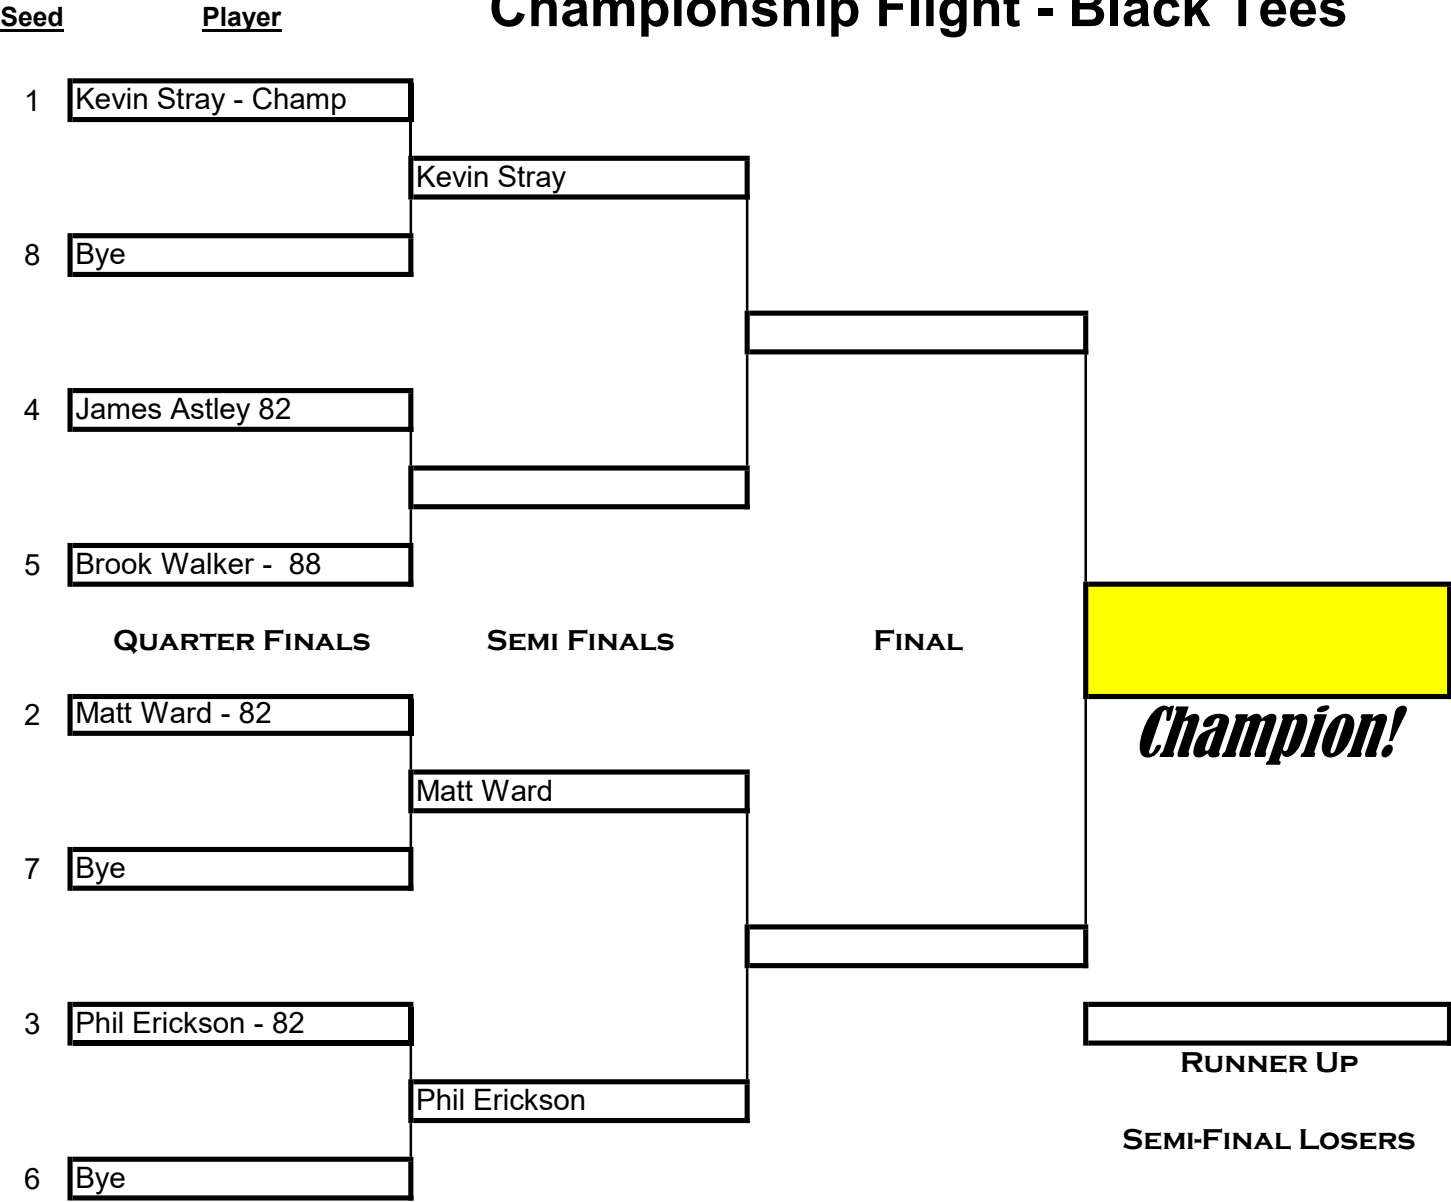 Seed Player Championship Flight - Black Tees
1 Kevin Stray - Champ
Kevin Stray
8 Bye
4 James Astley 82
5 Brook Walker -  88
Quarter Finals Semi Finals Final
2 Matt Ward - 82
Champion!
Matt Ward
7 Bye
3 Phil Erickson - 82
Runner Up
Phil Erickson
Semi-Final Losers
6 Bye